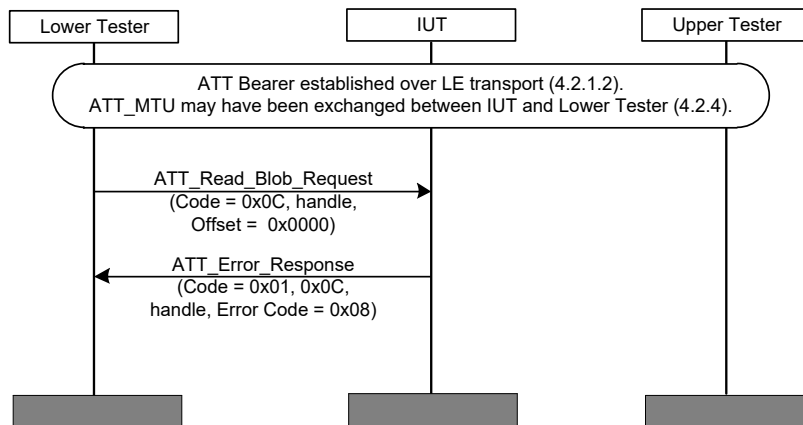 Lower Tester
IUT
Upper Tester
ATT Bearer established over LE transport (4.2.1.2).
ATT_MTU may have been exchanged between IUT and Lower Tester (4.2.4).
ATT_Read_Blob_Request
(Code = 0x0C, handle,
Offset = 0x0000)
ATT_Error_Response
(Code = 0x01, 0x0C,
handle, Error Code = 0x08)